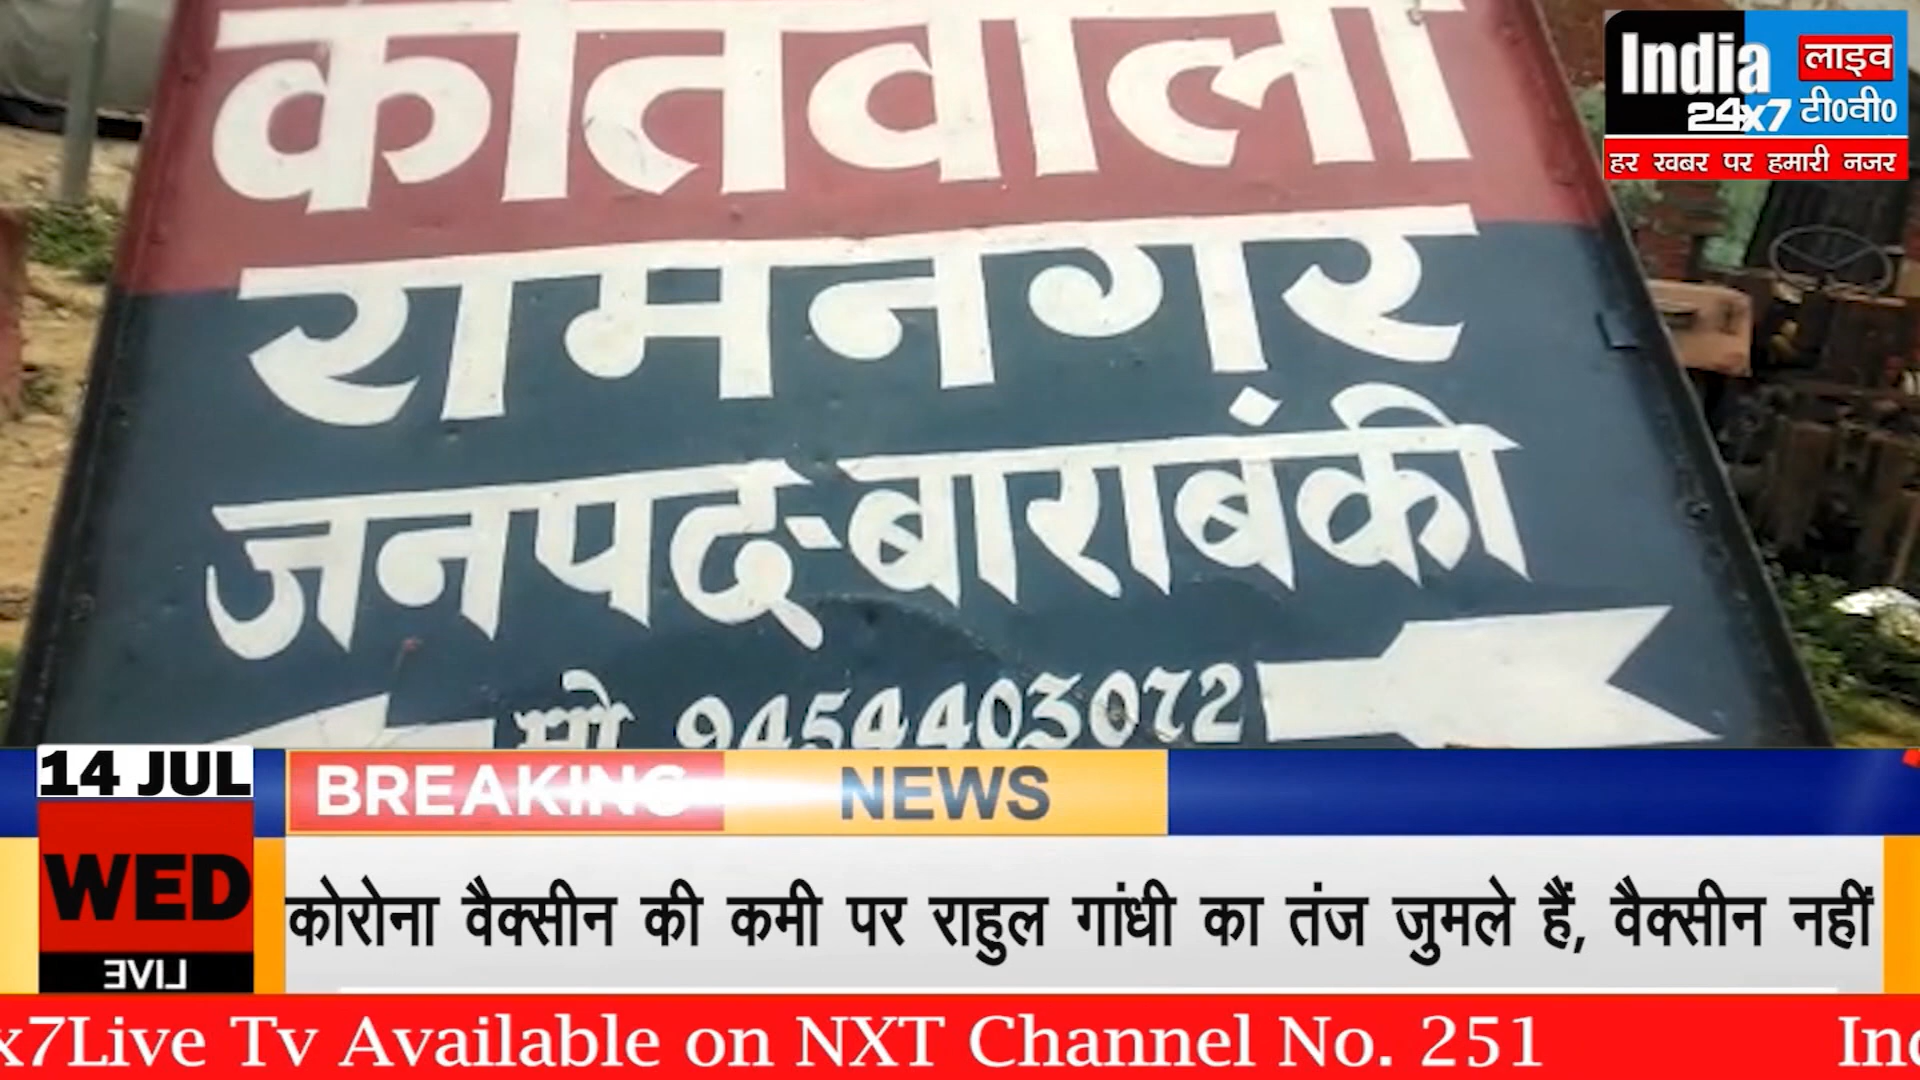 कोतवाली
रामनगर
जनपद-बाराबंकी
मो 9454403072
India लाइव
24x7 टी0वी0
हर खबर पर हमारी नजर
14 JUL
WED
LIVE
BREAKING NEWS
कोरोना वैक्सीन की कमी पर राहुल गांधी का तंज जुमले हैं, वैक्सीन नहीं
x7Live Tv Available on NXT Channel No. 251